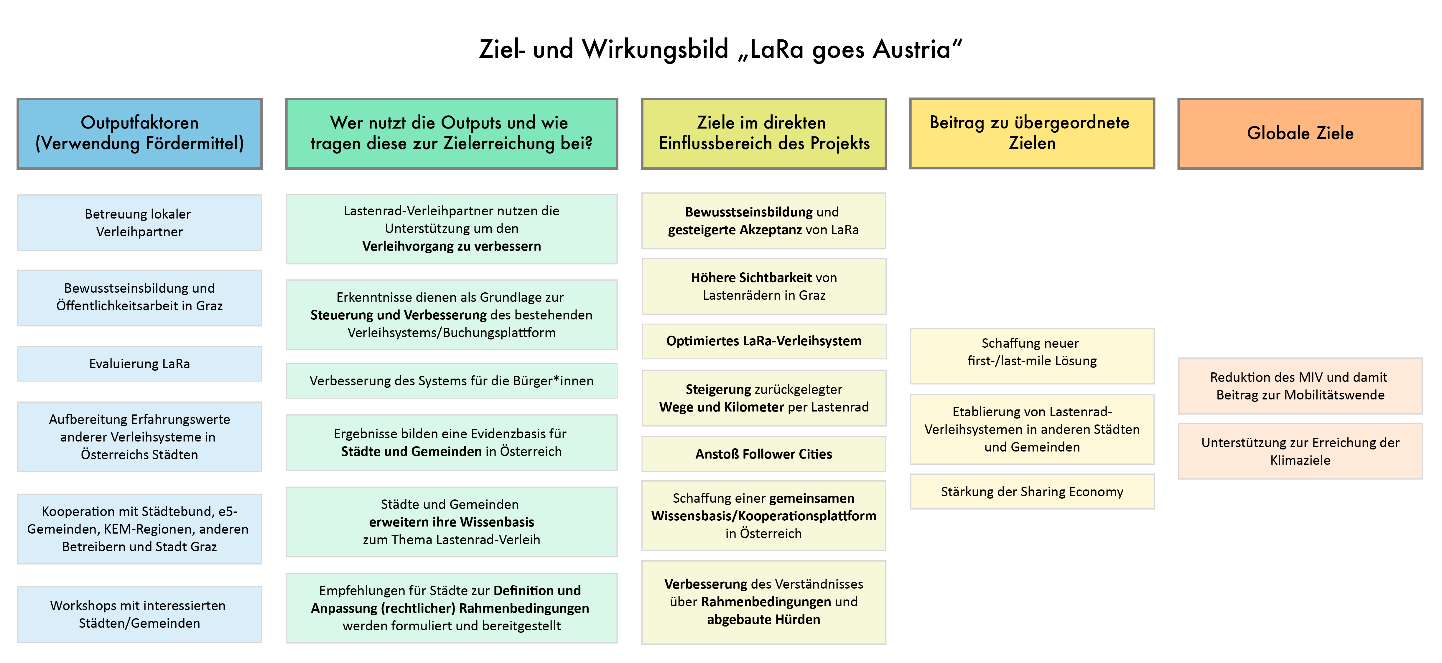 Ziel- und Wirkungsbild „LaRa goes Austria“
Outputfaktoren
(Verwendung Fördermittel)
Betreuung lokaler
Verleihpartner
Bewusstseinsbildung und
Öffentlichkeitsarbeit in Graz
Evaluierung LaRa
Aufbereitung Erfahrungswerte
anderer Verleihsysteme in
Österreichs Städten
Kooperation mit Städtebund, e5-
Gemeinden, KEM-Regionen, anderen
Betreibern und Stadt Graz
Workshops mit interessierten
Städten/Gemeinden
Wer nutzt die Outputs und wie
tragen diese zur Zielerreichung bei?
Lastenrad-Verleihpartner nutzen die
Unterstützung um den
Verleihvorgang zu verbessern
Erkenntnisse dienen als Grundlage zur
Steuerung und Verbesserung des bestehenden
Verleihsystems/Buchungsplattform
Verbesserung des Systems für die Bürger*innen
Ergebnisse bilden eine Evidenzbasis für
Städte und Gemeinden in Österreich
Städte und Gemeinden
erweitern ihre Wissenbasis
zum Thema Lastenrad-Verleih
Empfehlungen für Städte zur Definition und
Anpassung (rechtlicher) Rahmenbedingungen
werden formuliert und bereitgestellt
Ziele im direkten
Einflussbereich des Projekts
Bewusstseinsbildung und
gesteigerte Akzeptanz von LaRa
Höhere Sichtbarkeit von
Lastenrädern in Graz
Optimiertes LaRa-Verleihsystem
Steigerung zurückgelegter
Wege und Kilometer per Lastenrad
Anstoß Follower Cities
Schaffung einer gemeinsamen
Wissensbasis/Kooperationsplattform
in Österreich
Verbesserung des Verständnisses
über Rahmenbedingungen und
abgebaute Hürden
Beitrag zu übergeordnete
Zielen
Schaffung neuer
first-/last-mile Lösung
Etablierung von Lastenrad-
Verleihsystemen in anderen Städten
und Gemeinden
Stärkung der Sharing Economy
Globale Ziele
Reduktion des MIV und damit
Beitrag zur Mobilitätswende
Unterstützung zur Erreichung der
Klimaziele